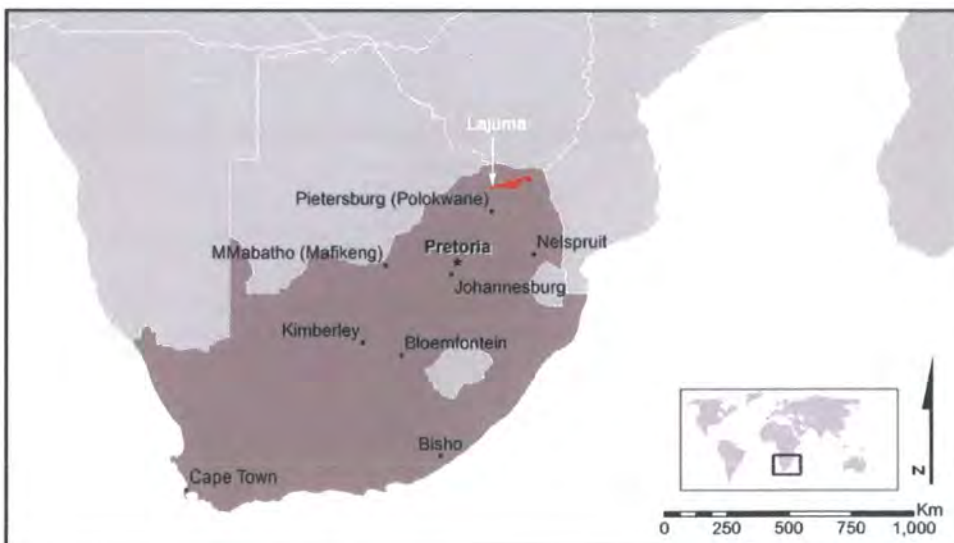 Lajuma
Pietersburg (Polokwane)
MMabatho (Mafikeng)
Pretoria
Nelspruit
Johannesburg
Kimberley
Bloemfontein
Bisho
Cape Town
N
Km
0 250 500 750 1,000